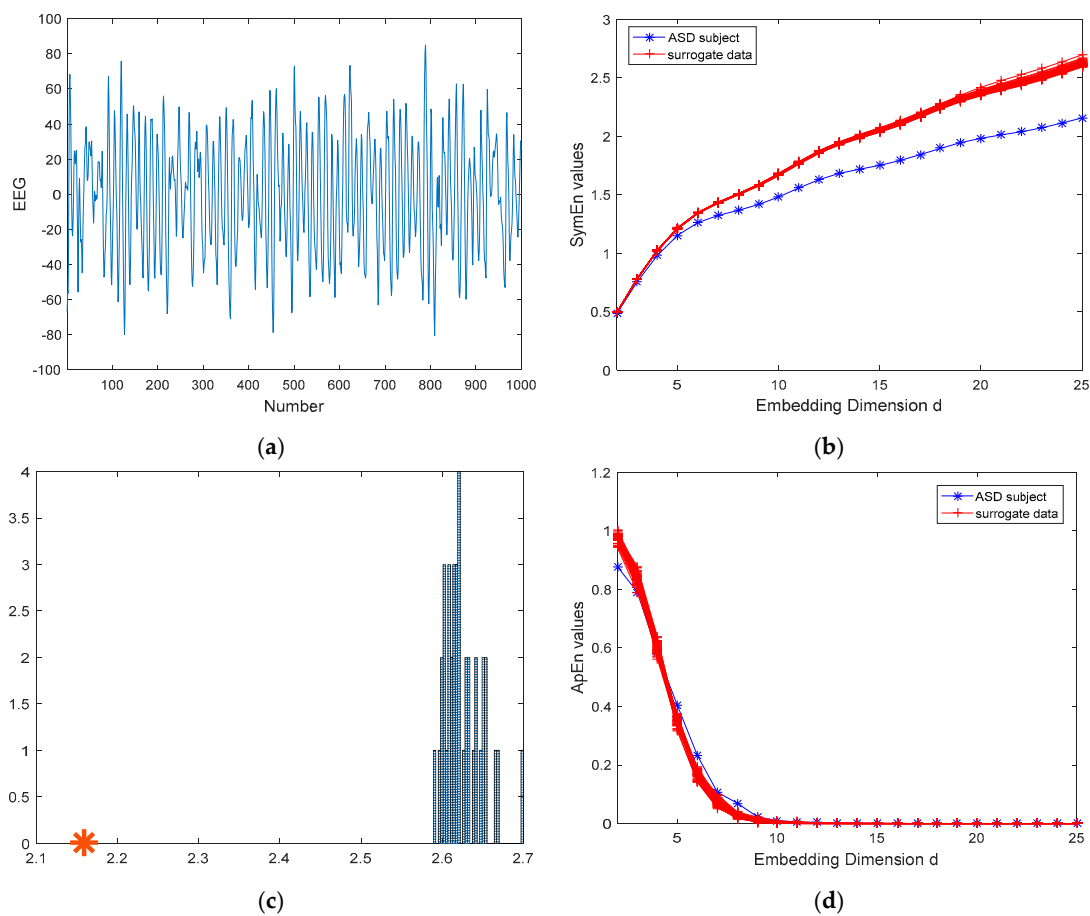 100
80
60
40
20
0
-20
-40
-60
-80
-100
EEG
100 200 300 400 500 600 700 800 900 1000
Number
(a)
3
2.5
2
1.5
1
0.5
0
SymEn values
ASD subject
surrogate data
5 10 15 20 25
Embedding Dimension d
(b)
4
3.5
3
2.5
2
1.5
1
0.5
0
2.1 2.2 2.3 2.4 2.5 2.6 2.7
(c)
1.2
1
0.8
0.6
0.4
0.2
0
ApEn values
ASD subject
surrogate data
5 10 15 20 25
Embedding Dimension d
(d)